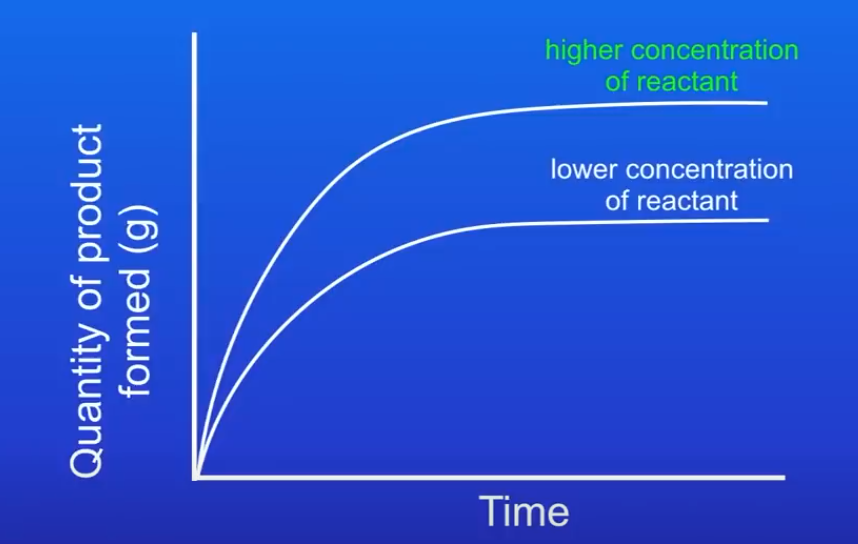 higher concentration
of reactant
lower concentration
of reactant
Quantity of product
formed (g)
Time